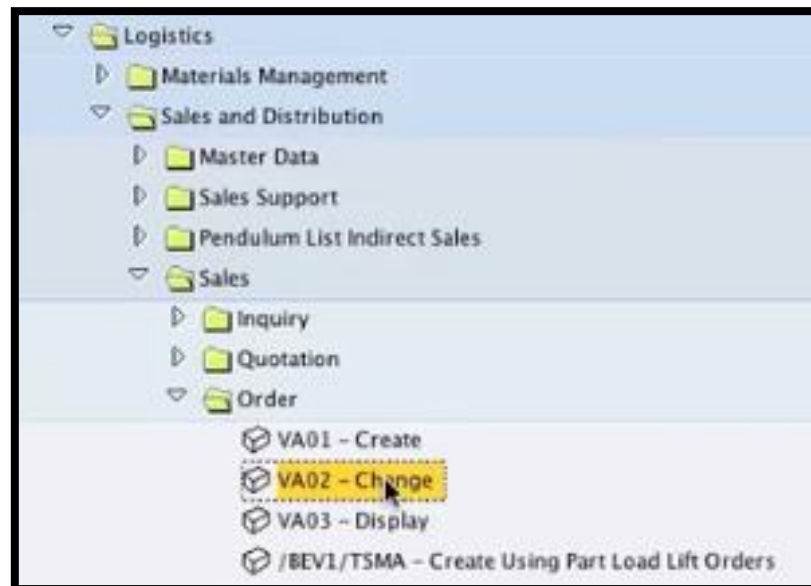 Logistics
Materials Management
Sales and Distribution
Master Data
Sales Support
Pendulum List Indirect Sales
Sales
Inquiry
Quotation
Order
VA01 – Create
VA02 – Change
VA03 – Display
/BEV1/TSMA – Create Using Part Load Lift Orders